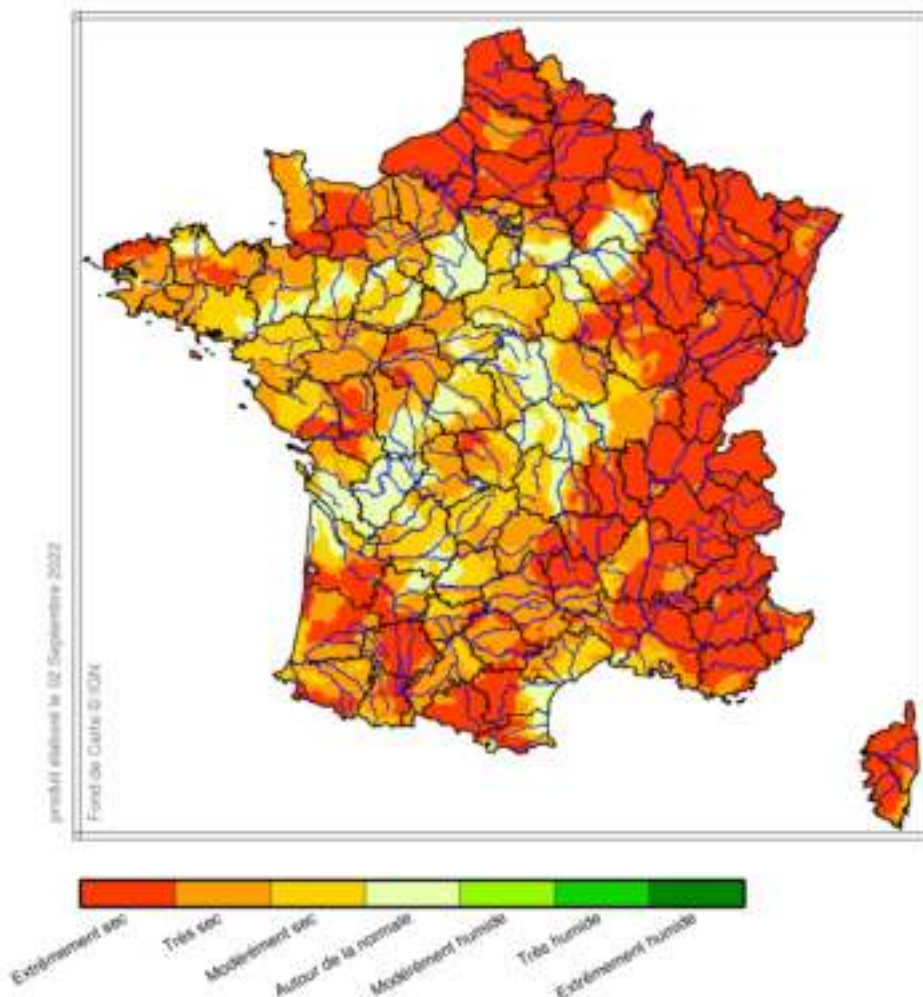 produit élaboré le 02 Septembre 2022
Fond de Carte © IGN
Extrêmement sec
Très sec
Modérément sec
Autour de la normale
Modérément humide
Très humide
Extrêmement humide